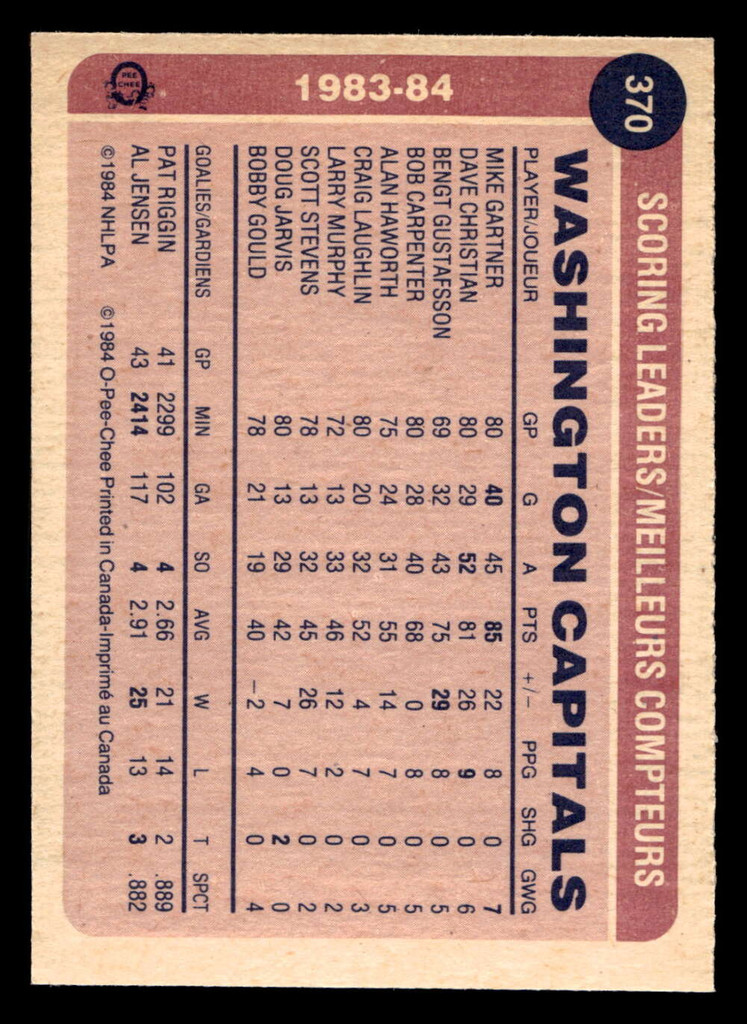 370
SCORING LEADERS/MEILLEURS COMPTEURS
1983-84
O PEE CHEE
WASHINGTON CAPITALS
PLAYER/JOUEUR GP G A PTS +/- PPG SHG GWG
MIKE GARTNER 80 40 45 85 22 8 0 7
DAVE CHRISTIAN 80 29 52 81 26 9 0 6
BENGT GUSTAFSSON 69 32 43 75 29 8 0 5
BOB CARPENTER 80 28 40 68 0 8 0 5
ALAN HAWORTH 75 24 31 55 14 7 0 5
CRAIG LAUGHLIN 80 20 32 52 4 7 0 3
LARRY MURPHY 72 13 33 46 12 2 0 2
SCOTT STEVENS 78 13 32 45 26 7 0 2
DOUG JARVIS 80 13 29 42 7 0 2 0
BOBBY GOULD 78 21 19 40 -2 4 0 4
GOALIES/GARDIENS GP MIN GA SO AVG W L T SPCT
PAT RIGGIN 41 2299 102 4 2.66 21 14 2 .889
AL JENSEN 43 2414 117 4 2.91 25 13 3 .882
©1984 NHLPA ©1984 O-Pee-Chee Printed in Canada-Imprimé au Canada